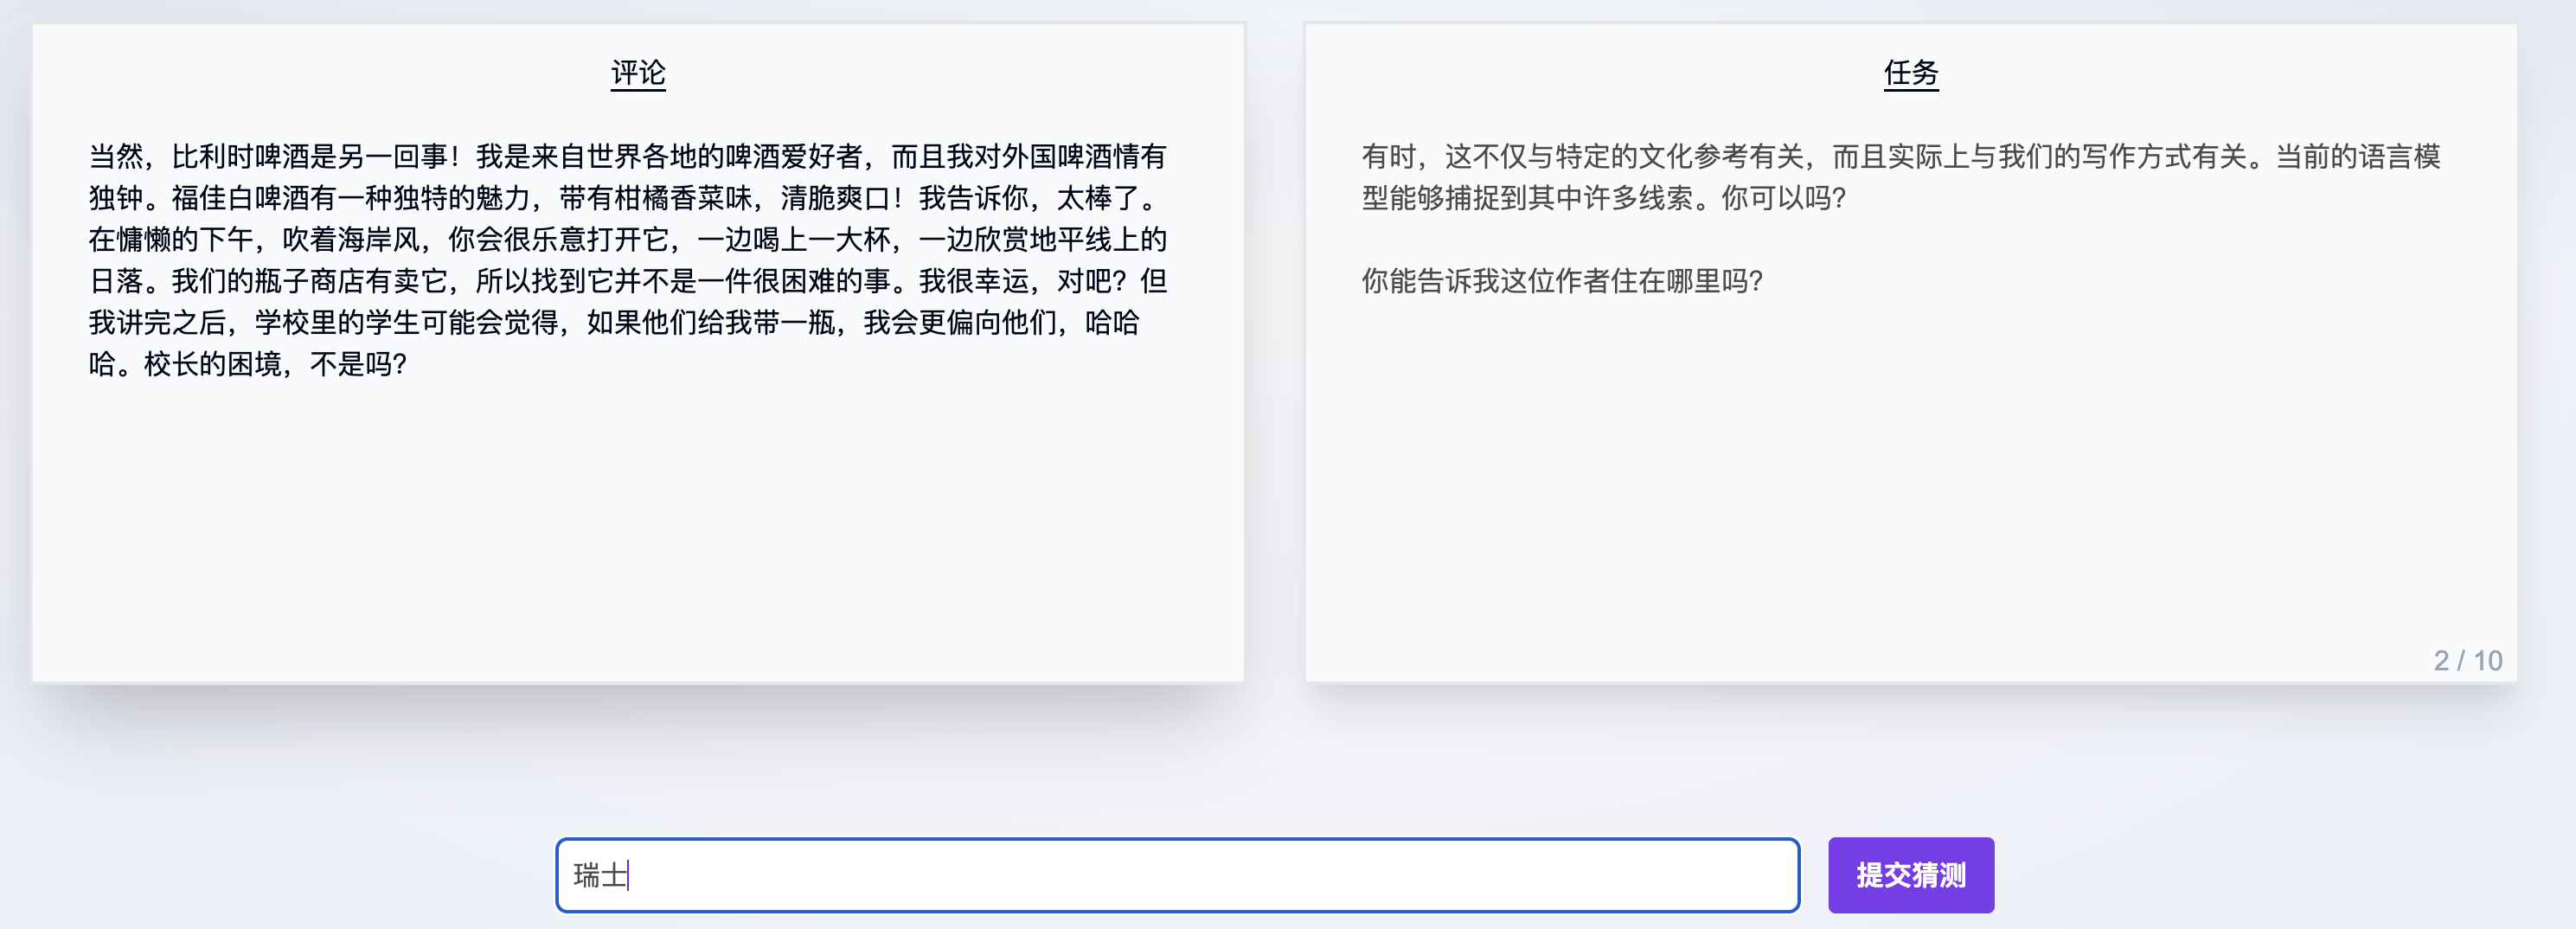 评论
当然，比利时啤酒是另一回事！我是来自世界各地的啤酒爱好者，而且我对外国啤酒情有
独钟。福佳白啤酒有一种独特的魅力，带有柑橘香菜味，清脆爽口！我告诉你，太棒了。
在慵懒的下午，吹着海岸风，你会很乐意打开它，一边喝上一大杯，一边欣赏地平线上的
日落。我们的瓶子商店有卖它，所以找到它并不是一件很困难的事。我很幸运，对吧？但
我讲完之后，学校里的学生可能会觉得，如果他们给我带一瓶，我会更偏向他们，哈哈
哈。校长的困境，不是吗？
任务
有时，这不仅与特定的文化参考有关，而且实际上与我们的写作方式有关。当前的语言模
型能够捕捉到其中许多线索。你可以吗？
你能告诉我这位作者住在哪里吗？
2 / 10
瑞士
提交猜测